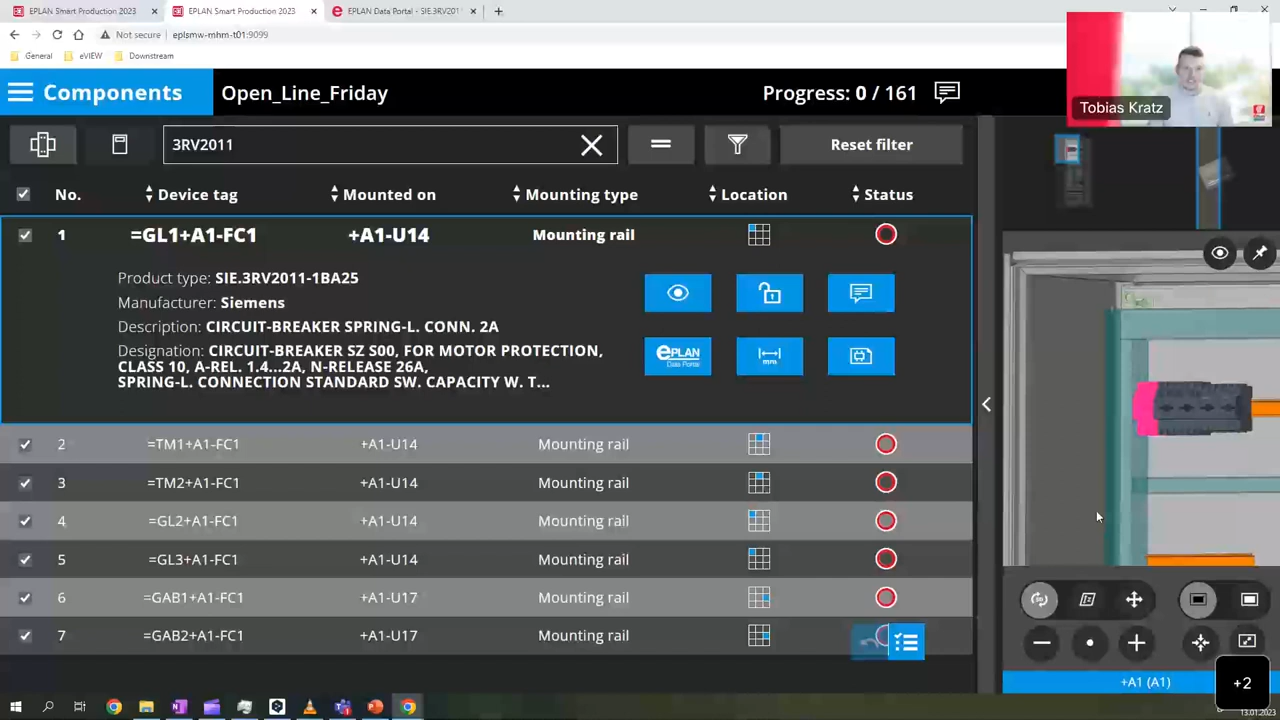 EPLAN Smart Production 2023
EPLAN Smart Production 2023
EPLAN Data Portal - SIE.3RV201
Not secure | eplsmw-mhm-t01:9099
General
eVIEW
Downstream
Components
Open_Line_Friday
Progress: 0 / 161
Tobias Kratz
3RV2011
Reset filter
No.
Device tag
Mounted on
Mounting type
Location
Status
1
=GL1+A1-FC1
+A1-U14
Mounting rail
Product type: SIE.3RV2011-1BA25
Manufacturer: Siemens
Description: CIRCUIT-BREAKER SPRING-L. CONN. 2A
Designation: CIRCUIT-BREAKER SZ S00, FOR MOTOR PROTECTION,
CLASS 10, A-REL. 1.4...2A, N-RELEASE 26A,
SPRING-L. CONNECTION STANDARD SW. CAPACITY W. T...
ePLAN
Data Portal
mm
2 =TM1+A1-FC1 +A1-U14 Mounting rail
3 =TM2+A1-FC1 +A1-U14 Mounting rail
4 =GL2+A1-FC1 +A1-U14 Mounting rail
5 =GL3+A1-FC1 +A1-U14 Mounting rail
6 =GAB1+A1-FC1 +A1-U17 Mounting rail
7 =GAB2+A1-FC1 +A1-U17 Mounting rail
+A1 (A1)
+2
13.01.2023